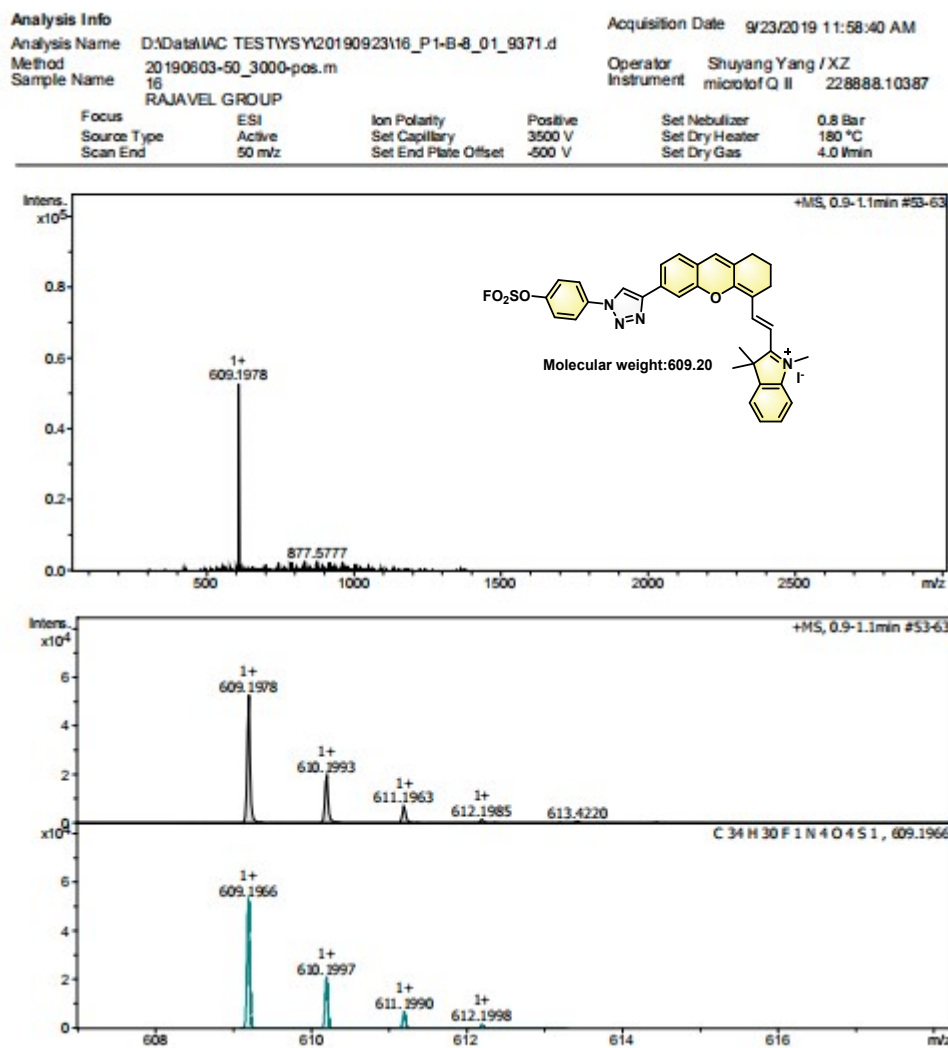 Analysis Info
Acquisition Date 9/23/2019 11:58:40 AM
Analysis Name D:\Data\IAC TEST\YSY\20190923\16_P1-B-8_01_9371.d
Method 20190603-50_3000-pos.m
Operator Shuyang Yang / XZ
Sample Name 16
Instrument microtof Q II 228888.10387
RAJAVEL GROUP
Focus ESI Ion Polarity Positive Set Nebulizer 0.8 Bar
Source Type Active Set Capillary 3500 V Set Dry Heater 180 °C
Scan End 50 m/z Set End Plate Offset -500 V Set Dry Gas 4.0 l/min
Intens.
x10⁵
+MS, 0.9-1.1min #53-63
0.8
0.6
0.4
0.2
0.0
1+
609.1978
877.5777
FO₂SO
N
N
N
O
N
+
I⁻
Molecular weight:609.20
500 1000 1500 2000 2500 m/z
Intens.
x10⁴
+MS, 0.9-1.1min #53-63
6
4
2
0
1+
609.1978
1+
610.1993
1+
611.1963
1+
612.1985
613.4220
x10⁴
C 34 H 30 F 1 N 4 O 4 S 1 , 609.1966
6
4
2
0
1+
609.1966
1+
610.1997
1+
611.1990
1+
612.1998
608 610 612 614 616 m/z